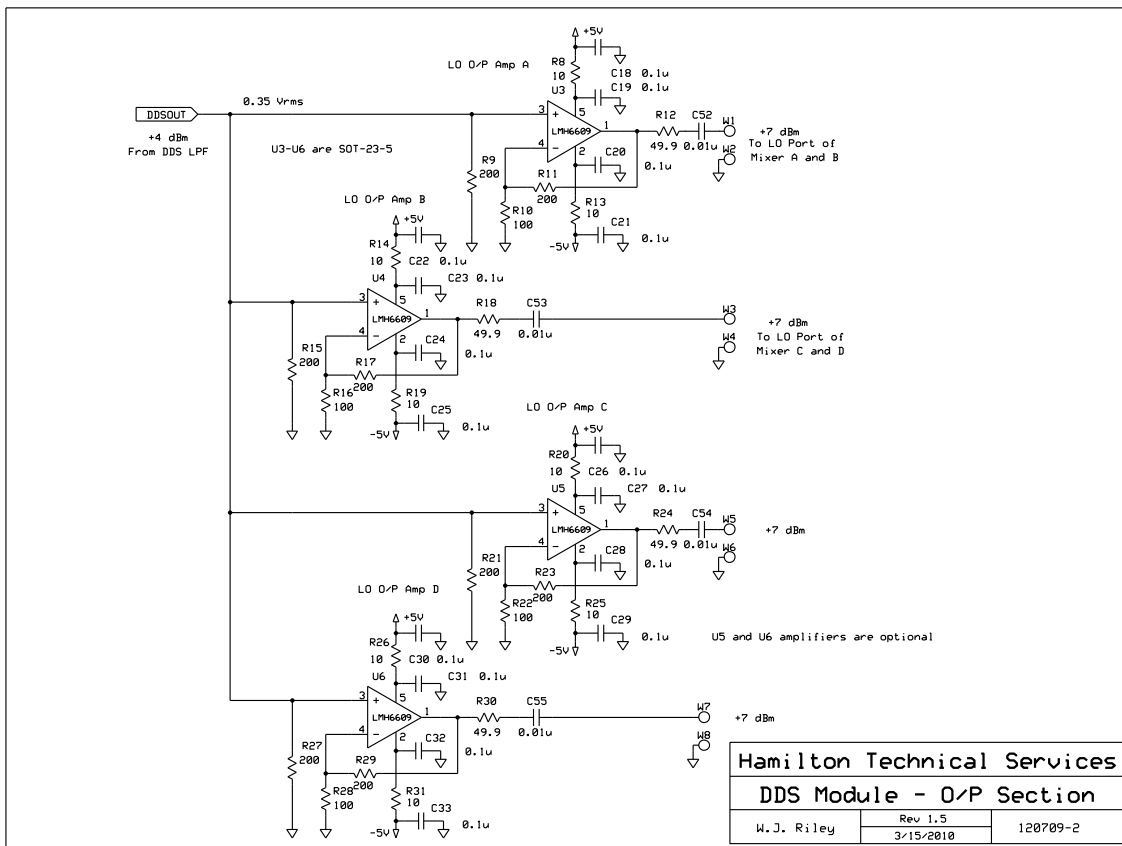 LO O/P Amp A
+5V
R8
10
C18 0.1u
C19 0.1u
U3
DDSOUT
0.35 Vrms
+4 dBm
From DDS LPF
U3-U6 are SOT-23-5
3
+
5
LMH6609
1
4
-
2
R12
49.9
C52
0.01u
W1
W2
+7 dBm
To LO Port of
Mixer A and B
R9
200
C20
0.1u
R11
200
R10
100
R13
10
C21
0.1u
-5V
LO O/P Amp B
+5V
R14
10
C22 0.1u
C23 0.1u
U4
3
+
5
LMH6609
1
4
-
2
R18
49.9
C53
0.01u
W3
W4
+7 dBm
To LO Port of
Mixer C and D
R15
200
C24
0.1u
R17
200
R16
100
R19
10
C25
0.1u
-5V
LO O/P Amp C
+5V
R20
10
C26 0.1u
C27 0.1u
U5
3
+
5
LMH6609
1
4
-
2
R24
49.9
C54
0.01u
W5
W6
+7 dBm
R21
200
C28
0.1u
R23
200
R22
100
R25
10
C29
0.1u
-5V
U5 and U6 amplifiers are optional
LO O/P Amp D
+5V
R26
10
C30 0.1u
C31 0.1u
U6
3
+
5
LMH6609
1
4
-
2
R30
49.9
C55
0.01u
W7
W8
+7 dBm
R27
200
C32
0.1u
R29
200
R28
100
R31
10
C33
0.1u
-5V
Hamilton Technical Services
DDS Module - O/P Section
W.J. Riley
Rev 1.5
3/15/2010
120709-2